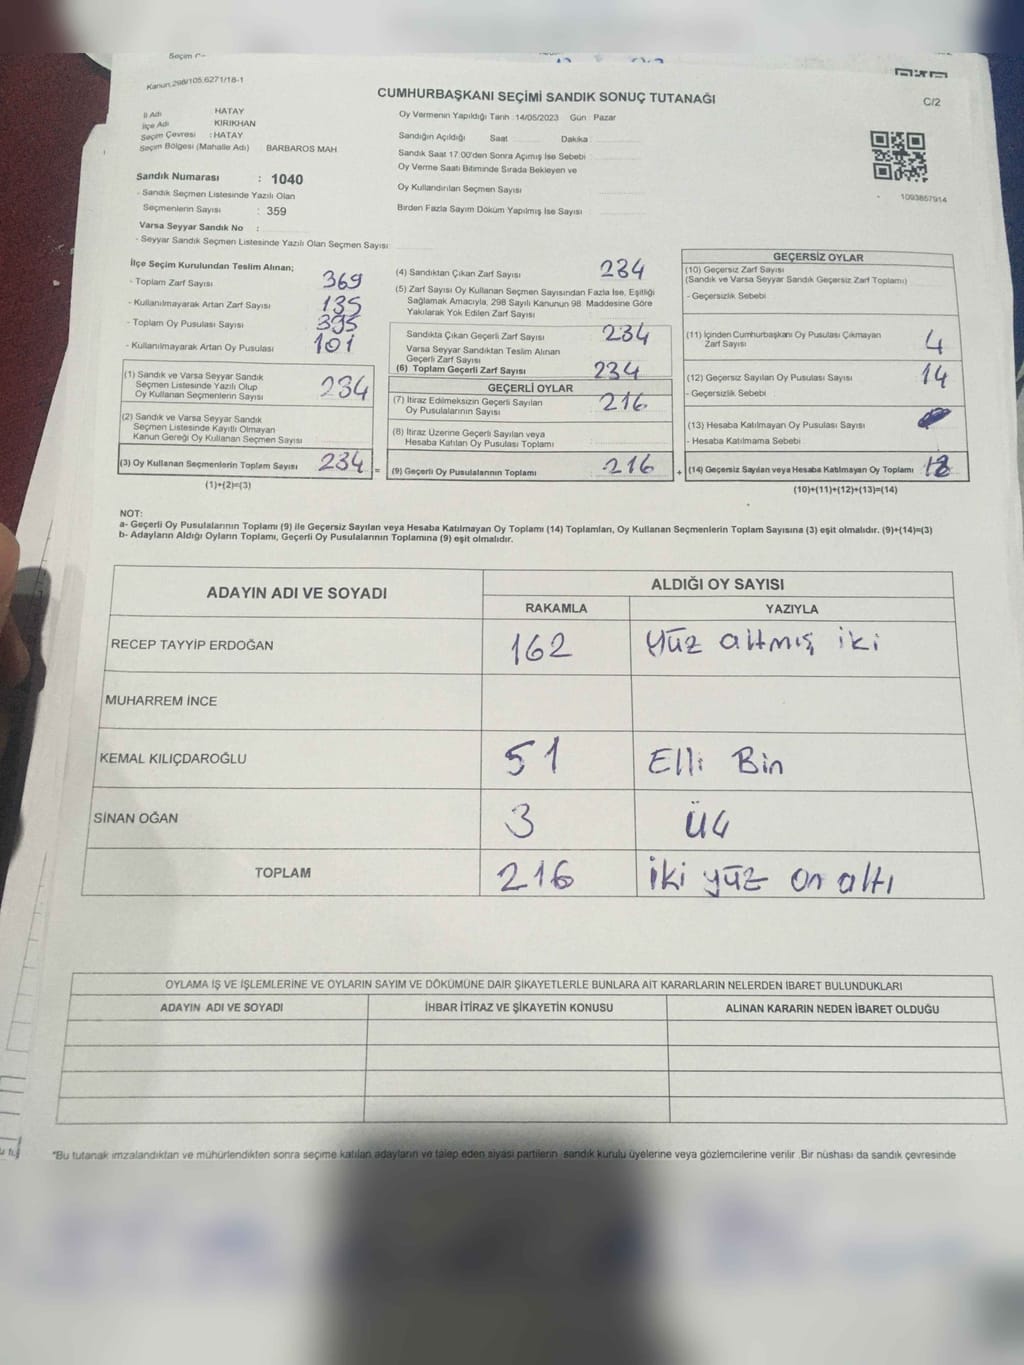 Kanun:298/105,6271/18-1
CUMHURBAŞKANI SEÇİMİ SANDIK SONUÇ TUTANAĞI
C/2
İl Adı HATAY
İlçe Adı KIRIKHAN
Seçim Çevresi : HATAY
Seçim Bölgesi (Mahalle Adı) BARBAROS MAH
Sandık Numarası : 1040
- Sandık Seçmen Listesinde Yazılı Olan
Seçmenlerin Sayısı : 359
Varsa Seyyar Sandık No :
- Seyyar Sandık Seçmen Listesinde Yazılı Olan Seçmen Sayısı
Oy Vermenin Yapıldığı Tarih :14/05/2023 Gün : Pazar
Sandığın Açıldığı Saat Dakika
Sandık Saat 17:00'den Sonra Açımış İse Sebebi
Oy Verme Saati Bitiminde Sırada Bekleyen ve
Oy Kullandırılan Seçmen Sayısı
Birden Fazla Sayım Döküm Yapılmış İse Sayısı
1093857914
İlçe Seçim Kurulundan Teslim Alınan;
- Toplam Zarf Sayısı 369
- Kullanılmayarak Artan Zarf Sayısı 135
- Toplam Oy Pusulası Sayısı 335
- Kullanılmayarak Artan Oy Pusulası 101
(1) Sandık ve Varsa Seyyar Sandık
Seçmen Listesinde Yazılı Olup
Oy Kullanan Seçmenlerin Sayısı 234
(2) Sandık ve Varsa Seyyar Sandık
Seçmen Listesinde Kayıtlı Olmayan
Kanun Gereği Oy Kullanan Seçmen Sayısı
(3) Oy Kullanan Seçmenlerin Toplam Sayısı 234 =
(1)+(2)=(3)
(4) Sandıktan Çıkan Zarf Sayısı 234
(5) Zarf Sayısı Oy Kullanan Seçmen Sayısından Fazla İse, Eşitliği
Sağlamak Amacıyla; 298 Sayılı Kanunun 98. Maddesine Göre
Yakılarak Yok Edilen Zarf Sayısı
Sandıkta Çıkan Geçerli Zarf Sayısı 234
Varsa Seyyar Sandıktan Teslim Alınan
Geçerli Zarf Sayısı
(6) Toplam Geçerli Zarf Sayısı 234
GEÇERLİ OYLAR
(7) İtiraz Edilmeksizin Geçerli Sayılan
Oy Pusulalarının Sayısı 216
(8) İtiraz Üzerine Geçerli Sayılan veya
Hesaba Katılan Oy Pusulası Toplamı
(9) Geçerli Oy Pusulalarının Toplamı 216 +
GEÇERSİZ OYLAR
(10) Geçersiz Zarf Sayısı
(Sandık ve Varsa Seyyar Sandık Geçersiz Zarf Toplamı)
- Geçersizlik Sebebi
(11) İçinden Cumhurbaşkanı Oy Pusulası Çıkmayan
Zarf Sayısı 4
(12) Geçersiz Sayılan Oy Pusulası Sayısı 14
- Geçersizlik Sebebi
(13) Hesaba Katılmayan Oy Pusulası Sayısı
- Hesaba Katılmama Sebebi
(14) Geçersiz Sayılan veya Hesaba Katılmayan Oy Toplamı 18
(10)+(11)+(12)+(13)=(14)
NOT:
a- Geçerli Oy Pusulalarının Toplamı (9) ile Geçersiz Sayılan veya Hesaba Katılmayan Oy Toplamı (14) Toplamları, Oy Kullanan Seçmenlerin Toplam Sayısına (3) eşit olmalıdır. (9)+(14)=(3)
b- Adayların Aldığı Oyların Toplamı, Geçerli Oy Pusulalarının Toplamına (9) eşit olmalıdır.
ADAYIN ADI VE SOYADI ALDIĞI OY SAYISI
RAKAMLA YAZIYLA
RECEP TAYYİP ERDOĞAN 162 Yüz altmış iki
MUHARREM İNCE
KEMAL KILIÇDAROĞLU 51 Elli Bin
SİNAN OĞAN 3 üç
TOPLAM 216 iki yüz on altı
OYLAMA İŞ VE İŞLEMLERİNE VE OYLARIN SAYIM VE DÖKÜMÜNE DAİR ŞİKAYETLERLE BUNLARA AİT KARARLARIN NELERDEN İBARET BULUNDUKLARI
ADAYIN ADI VE SOYADI İHBAR İTİRAZ VE ŞİKAYETİN KONUSU ALINAN KARARIN NEDEN İBARET OLDUĞU
*Bu tutanak imzalandıktan ve mühürlendikten sonra seçime katılan adayların ve talep eden siyasi partilerin sandık kurulu üyelerine veya gözlemcilerine verilir .Bir nüshası da sandık çevresinde